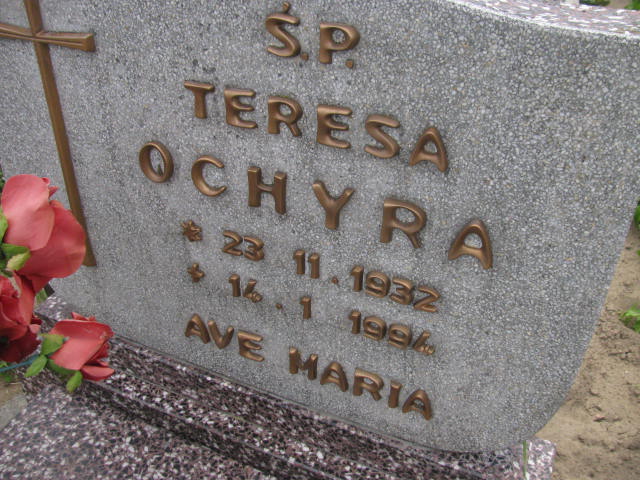 Ś.P.
TERESA
OCHYRA
* 23 11. 1932
+ 14. 1 1994
AVE MARIA